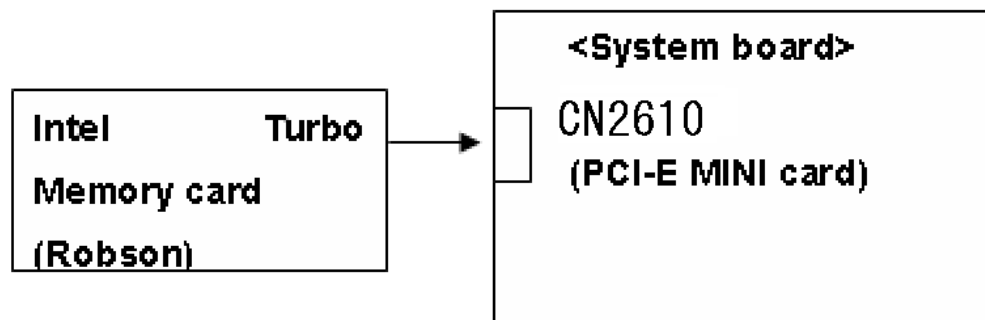 <System board>
Intel Turbo
Memory card
(Robson)
CN2610
(PCI-E MINI card)